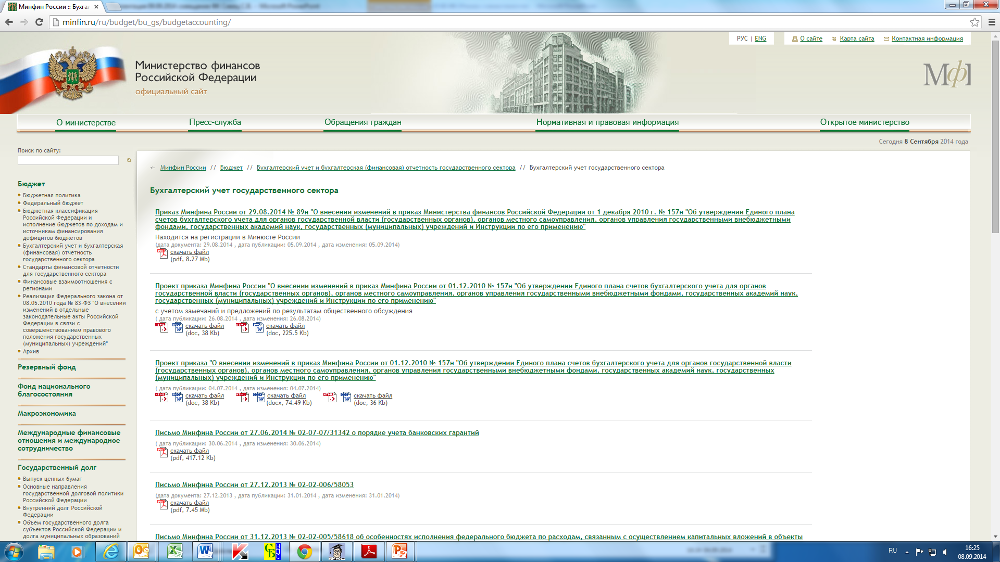 Минфин России :: Бухгал
minfin.ru/ru/budget/bu_gs/budgetaccounting/
РУС | ENG
О сайте
Карта сайта
Контактная информация
Министерство финансов
Российской Федерации
официальный сайт
Мф
О министерстве
Пресс-служба
Обращения граждан
Нормативная и правовая информация
Открытое министерство
Сегодня 8 Сентября 2014 года
Поиск по сайту:
Бюджет
Бюджетная политика
Федеральный бюджет
Бюджетная классификация
Российской Федерации и
исполнение бюджетов по доходам и
источникам финансирования
дефицитов бюджетов
Бухгалтерский учет и бухгалтерская
(финансовая) отчетность
государственного сектора
Стандарты финансовой отчетности
для государственного сектора
Финансовые взаимоотношения с
регионами
Реализация Федерального закона от
08.05.2010 года № 83-ФЗ "О внесении
изменений в отдельные
законодательные акты Российской
Федерации в связи с
совершенствованием правового
положения государственных
(муниципальных) учреждений"
Архив
Резервный фонд
Фонд национального
благосостояния
Макроэкономика
Международные финансовые
отношения и международное
сотрудничество
Государственный долг
Выпуск ценных бумаг
Основные направления
государственной долговой политики
Российской Федерации
Внутренний долг Российской
Федерации
Объем государственного долга
субъектов Российской Федерации и
долга муниципальных образований
Минфин России // Бюджет // Бухгалтерский учет и бухгалтерская (финансовая) отчетность государственного сектора // Бухгалтерский учет государственного сектора
Бухгалтерский учет государственного сектора
Приказ Минфина России от 29.08.2014 № 89н "О внесении изменений в приказ Министерства финансов Российской Федерации от 1 декабря 2010 г. № 157н "Об утверждении Единого плана
счетов бухгалтерского учета для органов государственной власти (государственных органов), органов местного самоуправления, органов управления государственными внебюджетными
фондами, государственных академий наук, государственных (муниципальных) учреждений и Инструкции по его применению"
Находится на регистрации в Минюсте России
(дата документа: 29.08.2014 , дата публикации: 05.09.2014 , дата изменения: 05.09.2014)
скачать файл
(pdf, 8.27 Mb)
Проект приказа Минфина России "О внесении изменений в приказ Минфина России от 01.12.2010 № 157н "Об утверждении Единого плана счетов бухгалтерского учета для органов
государственной власти (государственных органов), органов местного самоуправления, органов управления государственными внебюджетными фондами, государственных академий наук,
государственных (муниципальных) учреждений и Инструкции по его применению"
с учетом замечаний и предложений по результатам общественного обсуждения
( дата публикации: 26.08.2014 , дата изменения: 26.08.2014)
скачать файл скачать файл
(doc, 38 Kb) (doc, 225.5 Kb)
Проект приказа "О внесении изменений в приказ Минфина России от 01.12.2010 № 157н "Об утверждении Единого плана счетов бухгалтерского учета для органов государственной власти
(государственных органов), органов местного самоуправления, органов управления государственными внебюджетными фондами, государственных академий наук, государственных
(муниципальных) учреждений и Инструкции по его применению"
( дата публикации: 04.07.2014 , дата изменения: 04.07.2014)
скачать файл скачать файл скачать файл
(doc, 38 Kb) (docx, 74.49 Kb) (doc, 36 Kb)
Письмо Минфина России от 27.06.2014 № 02-07-07/31342 о порядке учета банковских гарантий
( дата публикации: 30.06.2014 , дата изменения: 30.06.2014)
скачать файл
(pdf, 417.12 Kb)
Письмо Минфина России от 27.12.2013 № 02-02-006/58053
(дата документа: 27.12.2013 , дата публикации: 31.01.2014 , дата изменения: 31.01.2014)
скачать файл
(pdf, 7.45 Mb)
Письмо Минфина России от 31.12.2013 № 02-02-005/58618 об особенностях исполнения федерального бюджета по расходам, связанным с осуществлением капитальных вложений в объекты
RU
16:25
08.09.2014